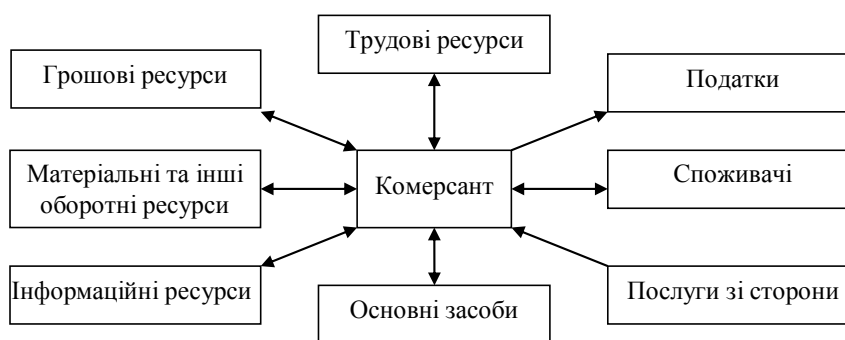 Трудові ресурси
Грошові ресурси
Податки
Матеріальні та інші
оборотні ресурси
Комерсант
Споживачі
Інформаційні ресурси
Основні засоби
Послуги зі сторони